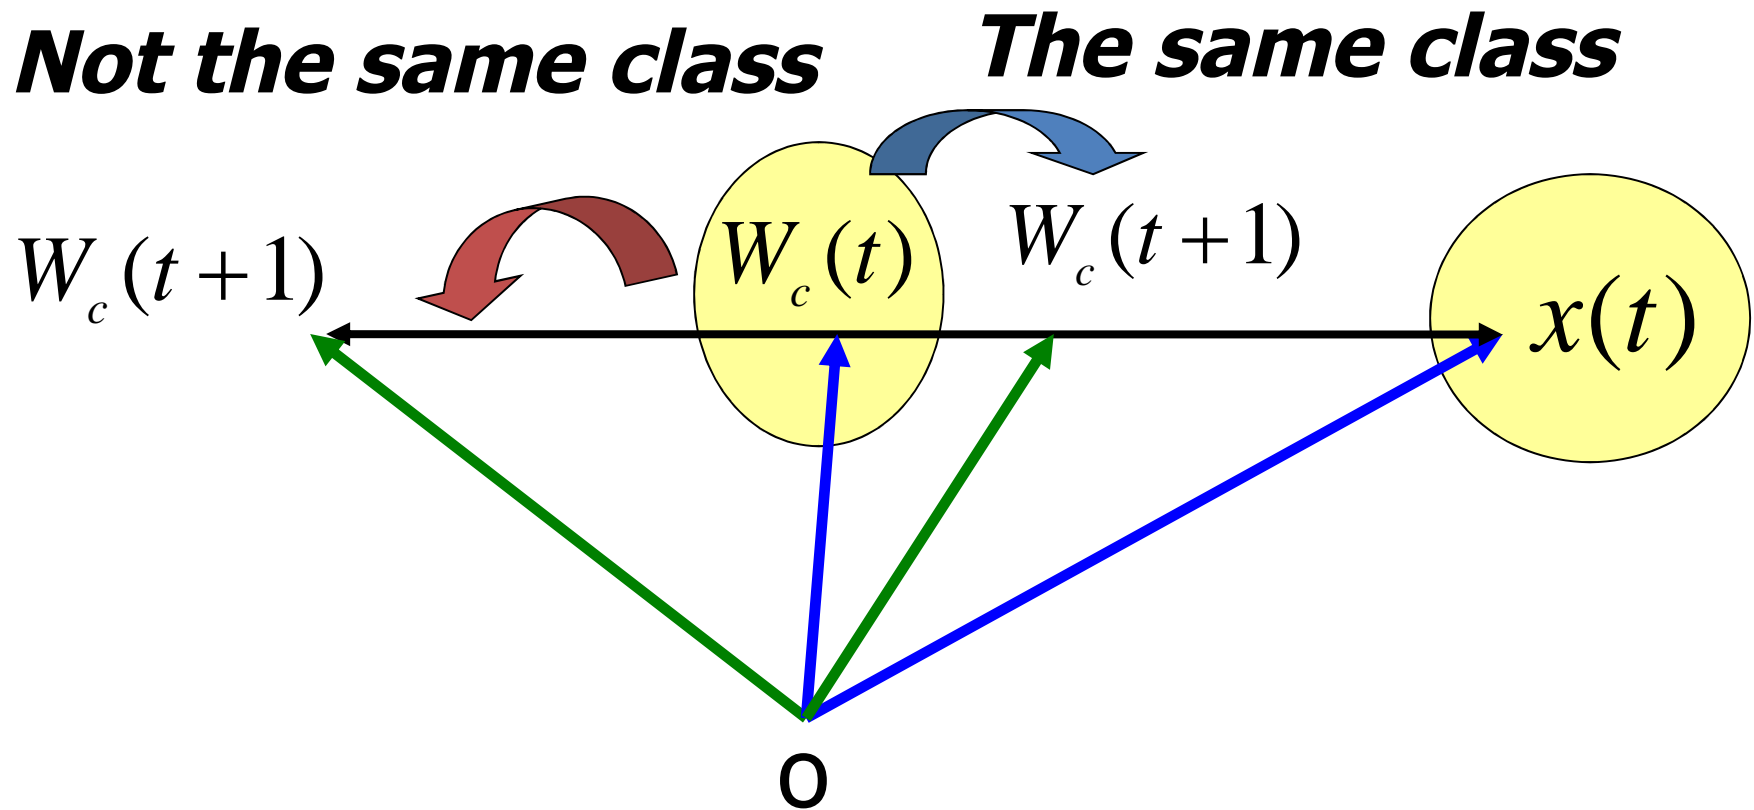 Not the same class
The same class
W_c(t+1)
W_c(t)
W_c(t+1)
x(t)
O